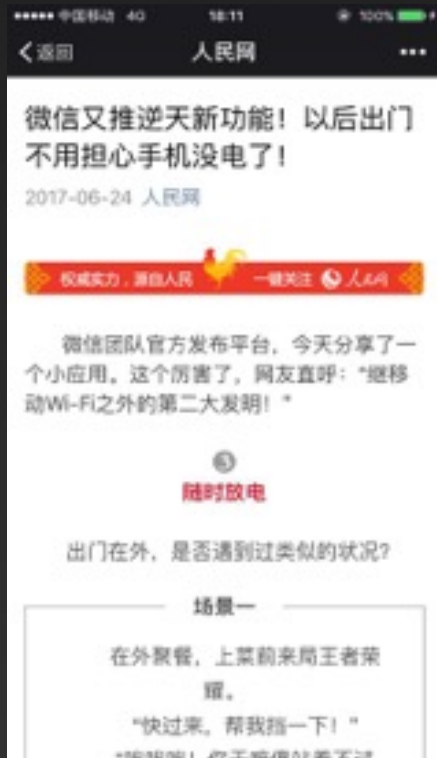 中国移动 4G 18:11 100%
返回 人民网
微信又推逆天新功能！以后出门
不用担心手机没电了！
2017-06-24 人民网
权威实力，源自人民 一键关注 人民网
微信团队官方发布平台，今天分享了一
个小应用。这个厉害了，网友直呼：“继移
动Wi-Fi之外的第二大发明！”
随时放电
出门在外，是否遇到过类似的状况？
场景一
在外聚餐，上菜前来局王者荣
耀。
“快过来，帮我挡一下！”